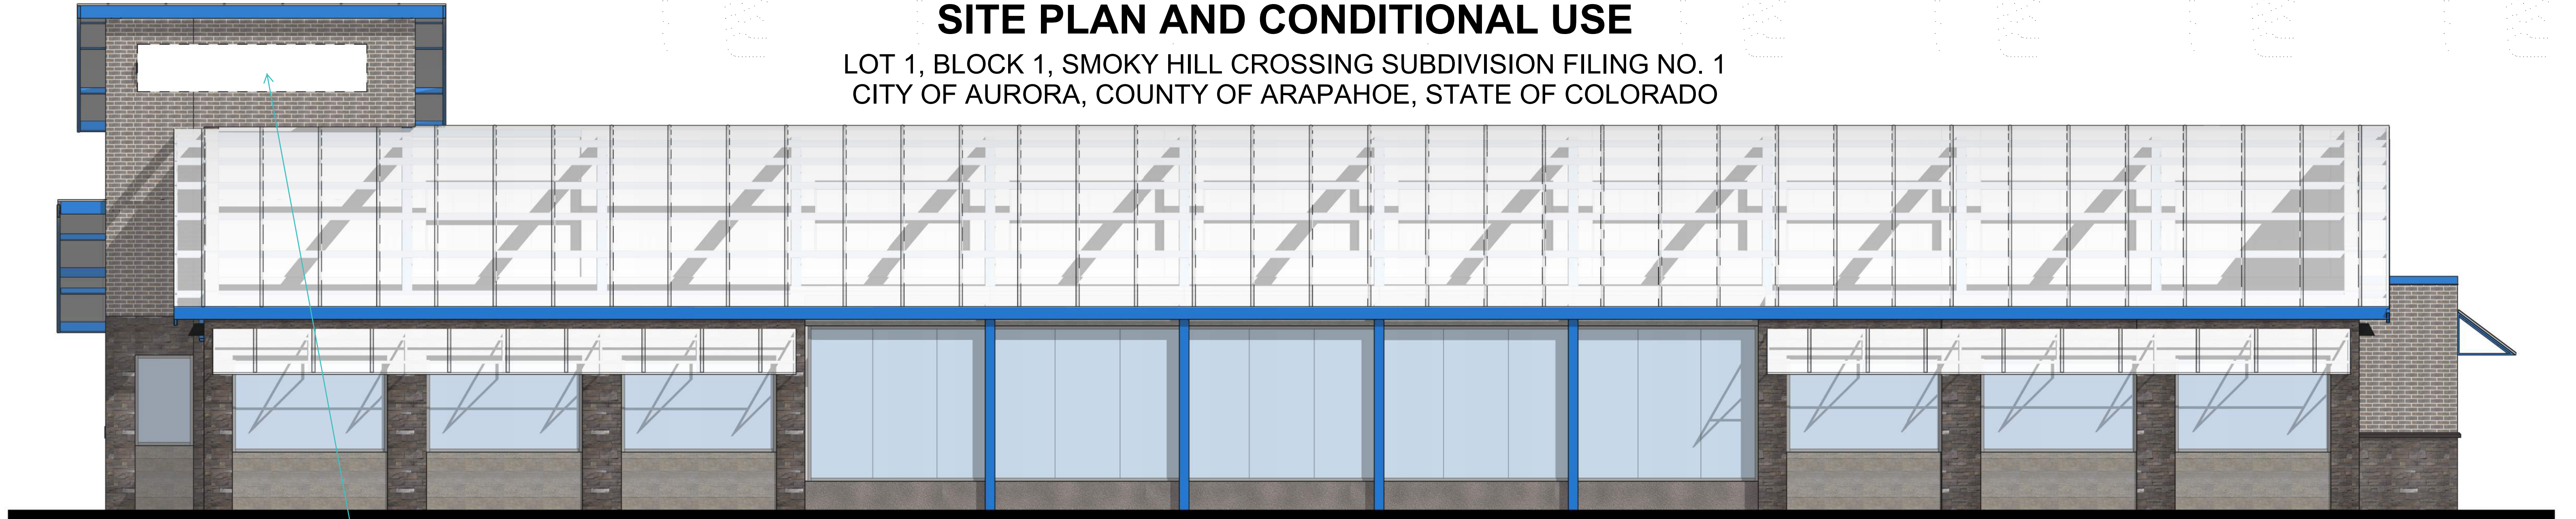 SITE PLAN AND CONDITIONAL USE
LOT 1, BLOCK 1, SMOKY HILL CROSSING SUBDIVISION FILING NO. 1
CITY OF AURORA, COUNTY OF ARAPAHOE, STATE OF COLORADO